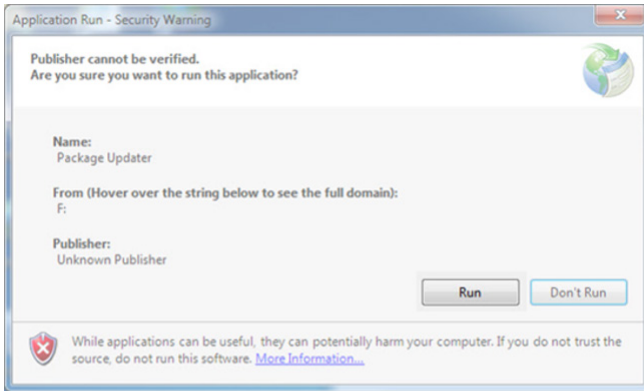 Application Run - Security Warning
Publisher cannot be verified.
Are you sure you want to run this application?
Name:
Package Updater
From (Hover over the string below to see the full domain):
F:
Publisher:
Unknown Publisher
Run Don't Run
While applications can be useful, they can potentially harm your computer. If you do not trust the
source, do not run this software. More Information...